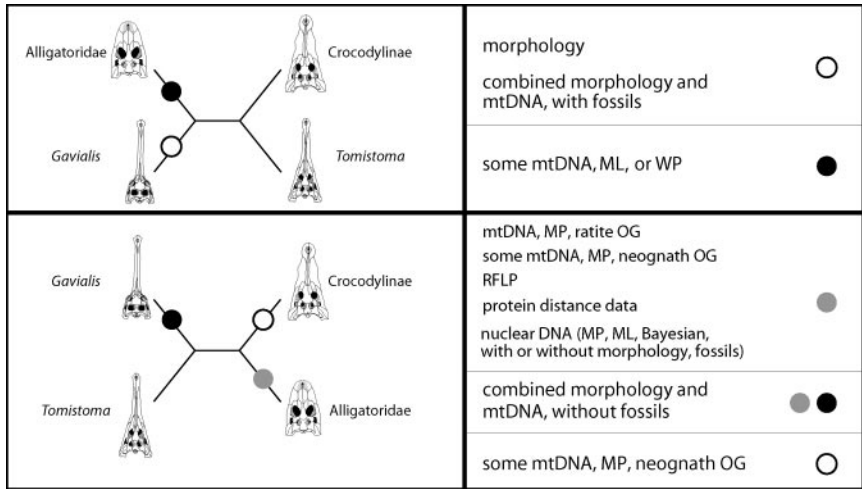 Alligatoridae
Crocodylinae
Gavialis
Tomistoma
morphology
combined morphology and
mtDNA, with fossils
some mtDNA, ML, or WP
Gavialis
Crocodylinae
Tomistoma
Alligatoridae
mtDNA, MP, ratite OG
some mtDNA, MP, neognath OG
RFLP
protein distance data
nuclear DNA (MP, ML, Bayesian,
with or without morphology, fossils)
combined morphology and
mtDNA, without fossils
some mtDNA, MP, neognath OG